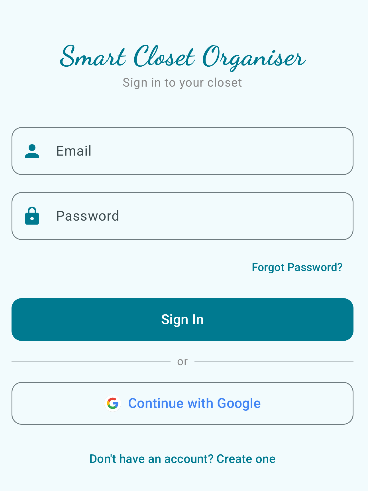 Smart Closet Organiser
Sign in to your closet
Email
Password
Forgot Password?
Sign In
or
Continue with Google
Don't have an account? Create one